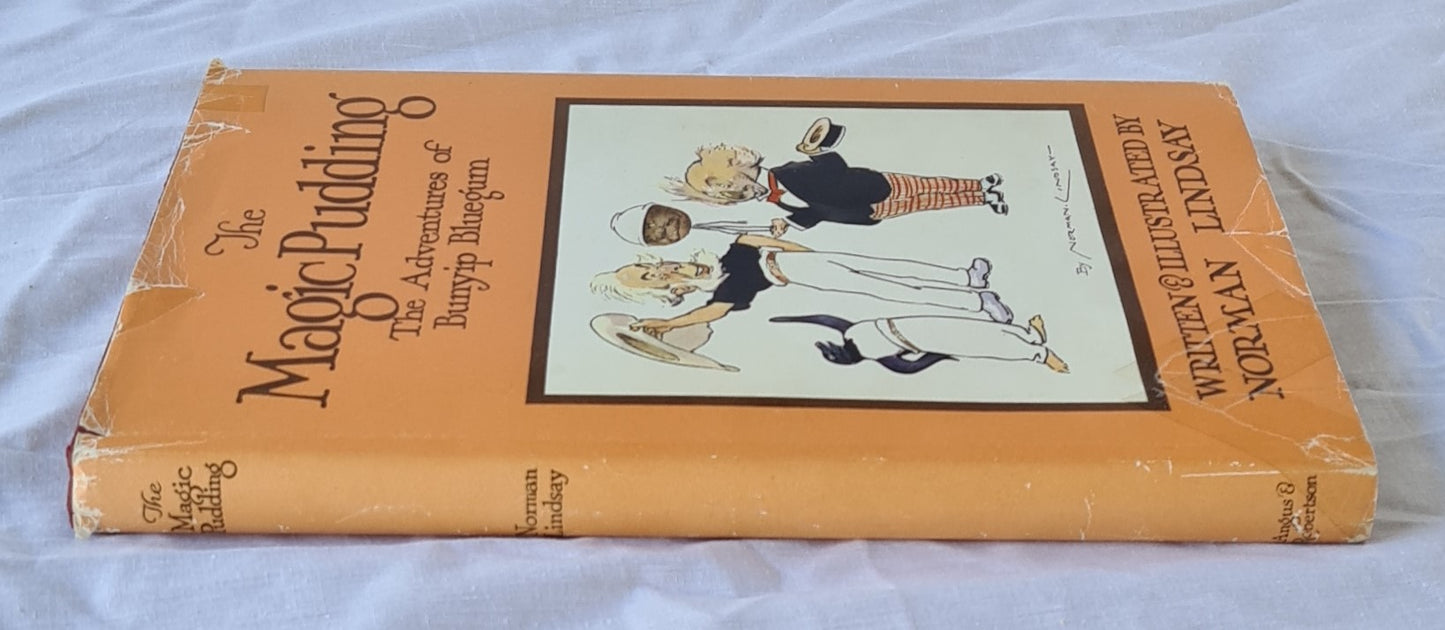 The
Magic Pudding
The Adventures of
Bunyip Bluegum
By NORMAN LINDSAY
WRITTEN & ILLUSTRATED BY
NORMAN LINDSAY
The
Magic
Pudding
Norman
Lindsay
Angus &
Robertson